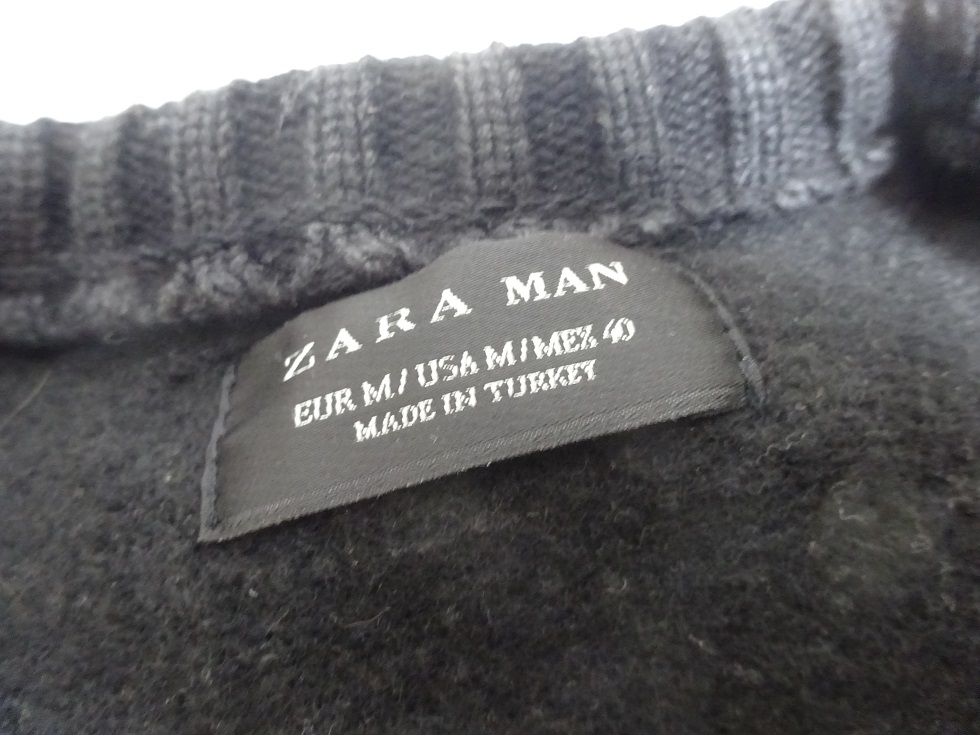 ZARA MAN
EUR M / USA M / MEX 40
MADE IN TURKEY